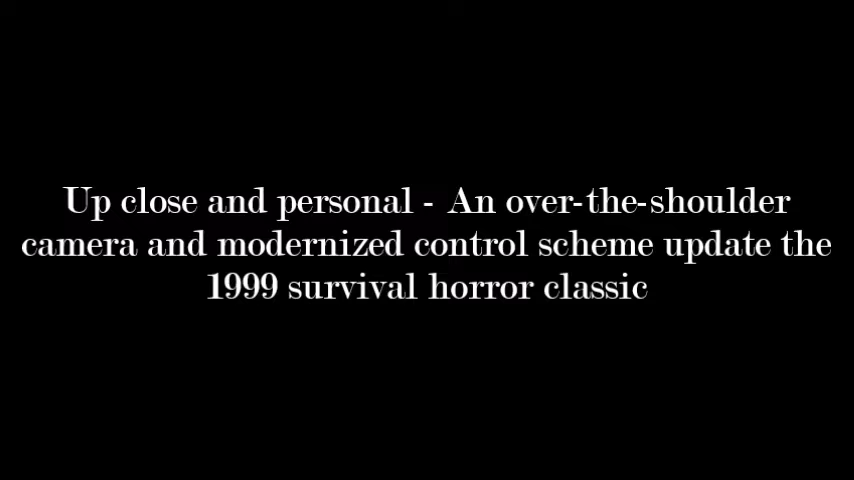 Up close and personal - An over-the-shoulder
camera and modernized control scheme update the
1999 survival horror classic